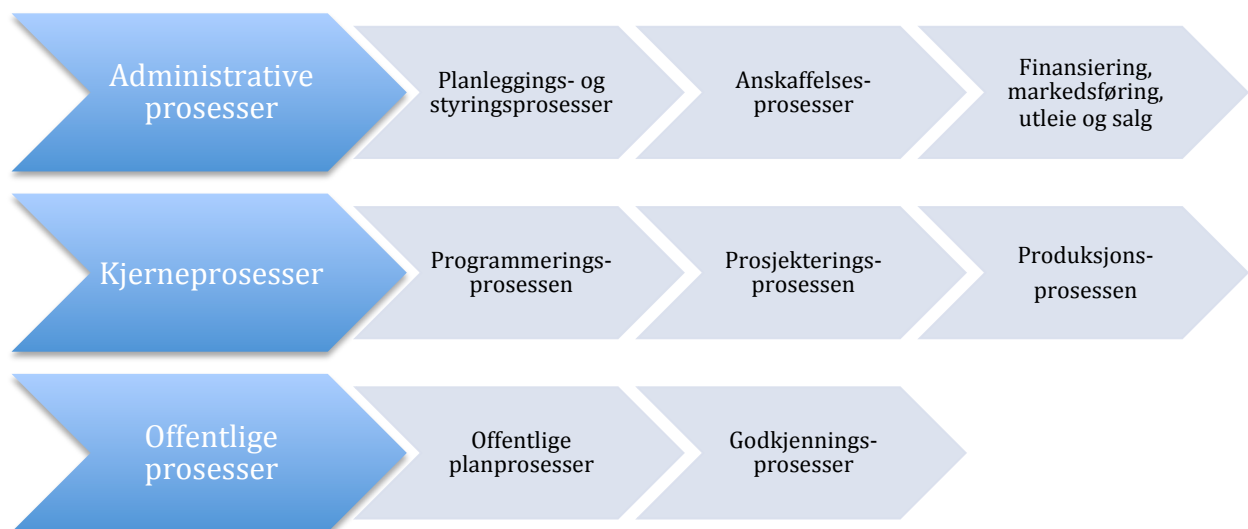 Administrative
prosesser
Planleggings- og
styringsprosesser
Anskaffelses-
prosesser
Finansiering,
markedsføring,
utleie og salg
Kjerneprosesser
Programmerings-
prosessen
Prosjekterings-
prosessen
Produksjons-
prosessen
Offentlige
prosesser
Offentlige
planprosesser
Godkjennings-
prosesser